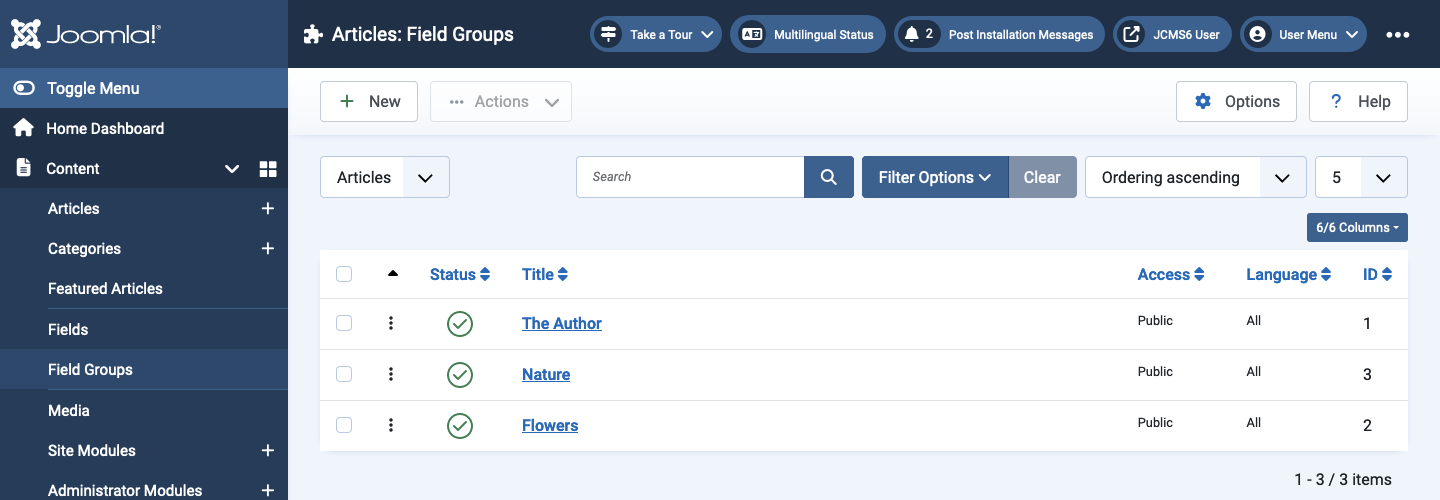 Joomla!®
Articles: Field Groups
Take a Tour
Multilingual Status
2 Post Installation Messages
JCMS6 User
User Menu
Toggle Menu
Home Dashboard
Content
Articles
Categories
Featured Articles
Fields
Field Groups
Media
Site Modules
Administrator Modules
New
Actions
Options
? Help
Articles
Search
Filter Options
Clear
Ordering ascending
5
6/6 Columns
Status Title Access Language ID
The Author Public All 1
Nature Public All 3
Flowers Public All 2
1 - 3 / 3 items